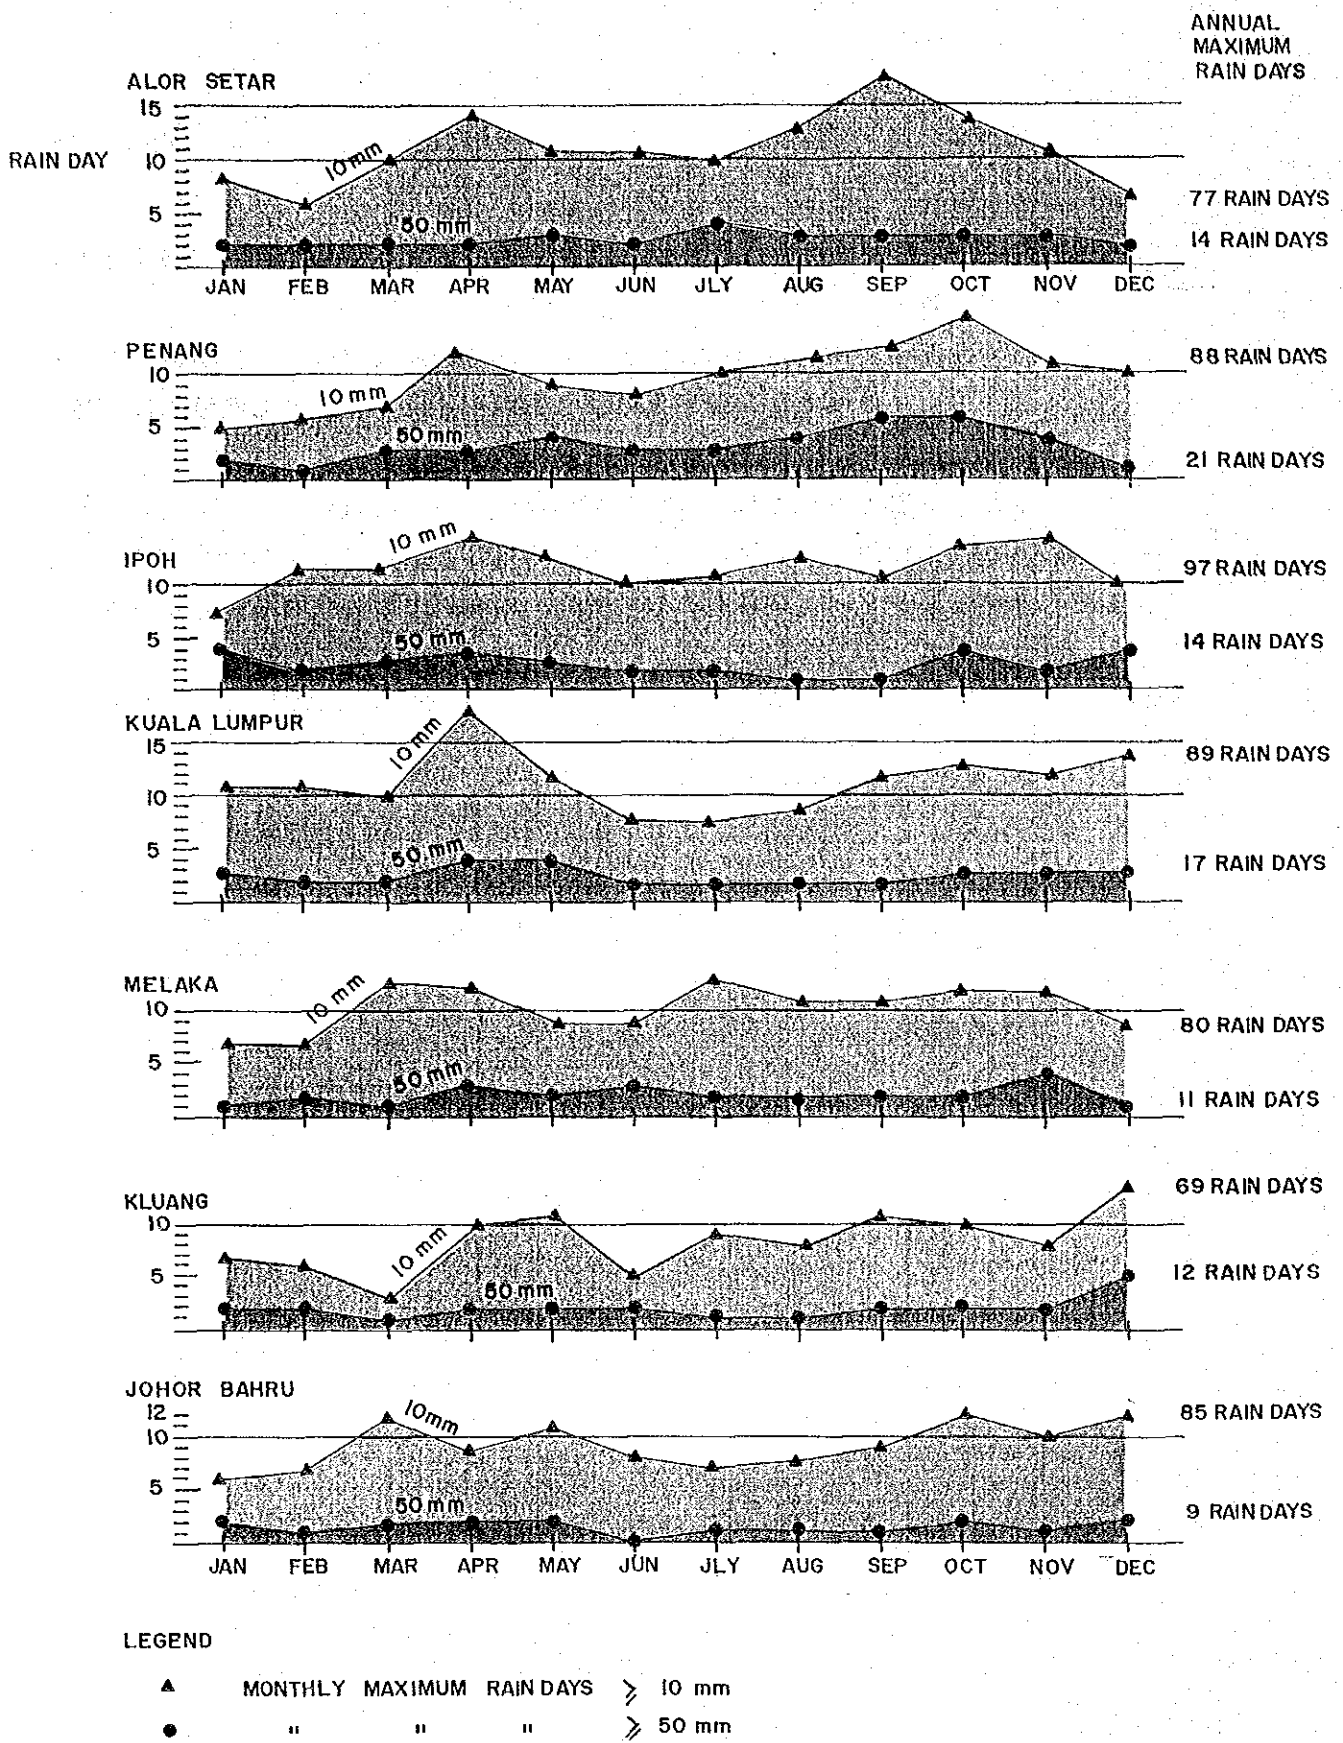 ANNUAL
MAXIMUM
RAIN DAYS
ALOR SETAR
15
RAIN DAY
10
10 mm
5
50 mm
77 RAIN DAYS
14 RAIN DAYS
JAN FEB MAR APR MAY JUN JLY AUG SEP OCT NOV DEC
PENANG
10
10 mm
5
50 mm
88 RAIN DAYS
21 RAIN DAYS
IPOH
10
10 mm
5
50 mm
97 RAIN DAYS
14 RAIN DAYS
KUALA LUMPUR
15
10 mm
10
5
50 mm
89 RAIN DAYS
17 RAIN DAYS
MELAKA
10
10 mm
5
50 mm
80 RAIN DAYS
11 RAIN DAYS
KLUANG
10
10 mm
5
50 mm
69 RAIN DAYS
12 RAIN DAYS
JOHOR BAHRU
12
10
10mm
5
50 mm
85 RAIN DAYS
9 RAIN DAYS
JAN FEB MAR APR MAY JUN JLY AUG SEP OCT NOV DEC
LEGEND
▲ MONTHLY MAXIMUM RAIN DAYS ⩾ 10 mm
● " " " ⩾ 50 mm